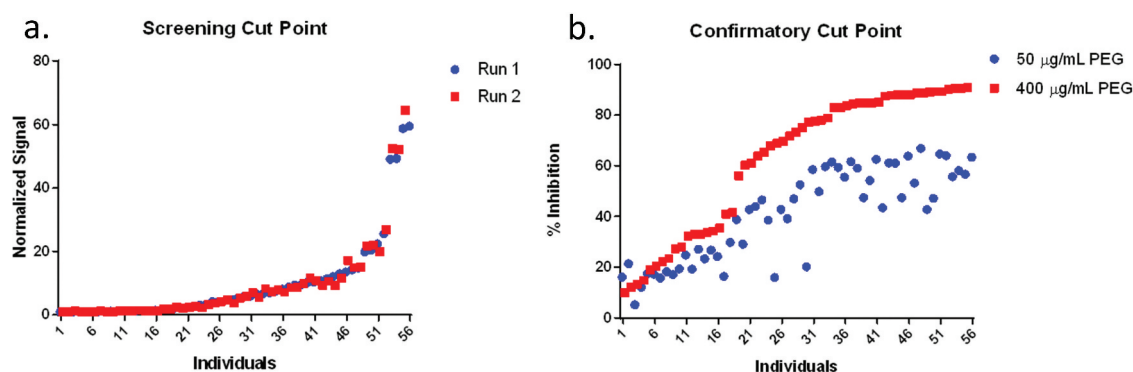 a.
Screening Cut Point
Normalized Signal
80
60
40
20
0
1 6 11 16 21 26 31 36 41 46 51 56
Individuals
Run 1
Run 2
b.
Confirmatory Cut Point
% Inhibition
100
80
60
40
20
0
1 6 11 16 21 26 31 36 41 46 51 56
Individuals
50 μg/mL PEG
400 μg/mL PEG